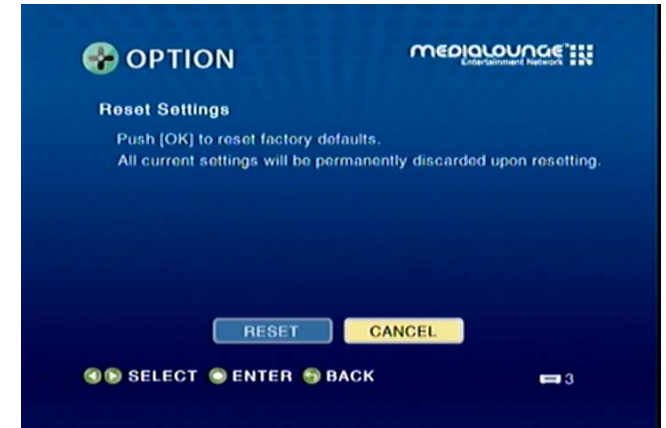 OPTION
MEDIALOUNGE™
Entertainment Network
Reset Settings
Push [OK] to reset factory defaults.
All current settings will be permanently discarded upon resetting.
RESET CANCEL
SELECT ENTER BACK 3